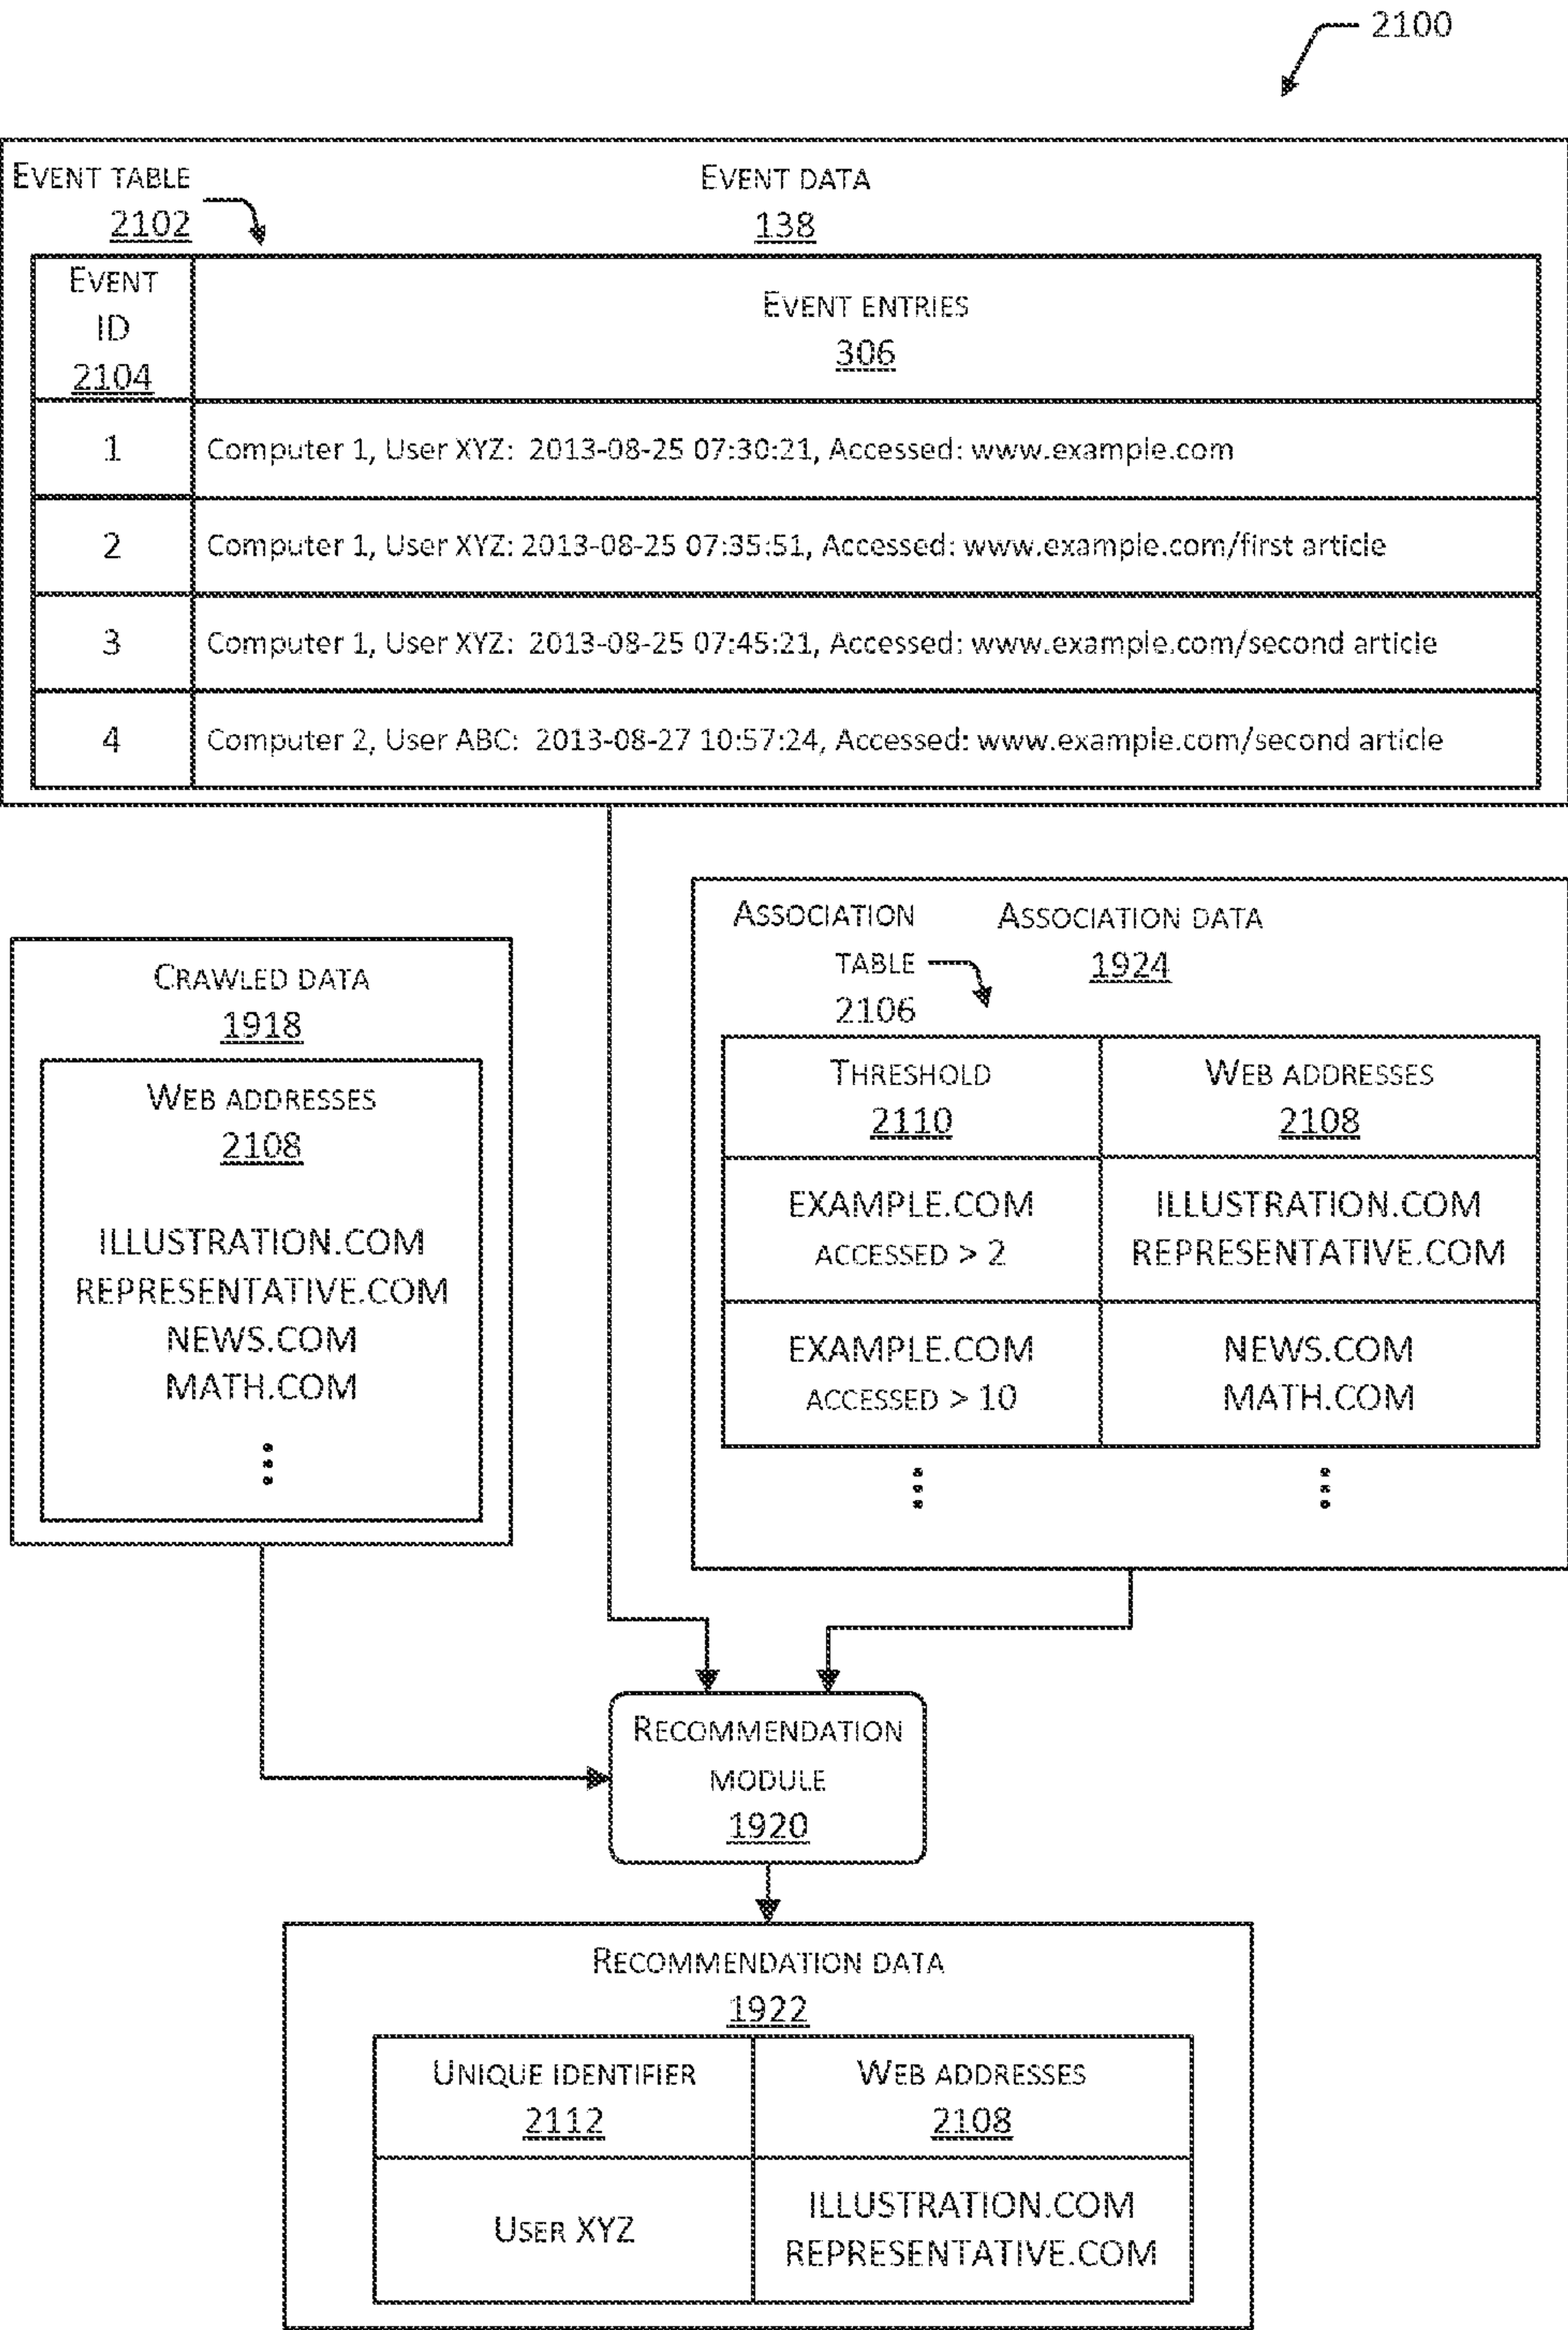 2100
EVENT TABLE
2102
EVENT DATA
138
EVENT
ID
2104
EVENT ENTRIES
306
1
Computer 1, User XYZ: 2013-08-25 07:30:21, Accessed: www.example.com
2
Computer 1, User XYZ: 2013-08-25 07:35:51, Accessed: www.example.com/first article
3
Computer 1, User XYZ: 2013-08-25 07:45:21, Accessed: www.example.com/second article
4
Computer 2, User ABC: 2013-08-27 10:57:24, Accessed: www.example.com/second article
CRAWLED DATA
1918
WEB ADDRESSES
2108
ILLUSTRATION.COM
REPRESENTATIVE.COM
NEWS.COM
MATH.COM
ASSOCIATION
TABLE
2106
ASSOCIATION DATA
1924
THRESHOLD
2110
WEB ADDRESSES
2108
EXAMPLE.COM
ACCESSED > 2
ILLUSTRATION.COM
REPRESENTATIVE.COM
EXAMPLE.COM
ACCESSED > 10
NEWS.COM
MATH.COM
RECOMMENDATION
MODULE
1920
RECOMMENDATION DATA
1922
UNIQUE IDENTIFIER
2112
WEB ADDRESSES
2108
USER XYZ
ILLUSTRATION.COM
REPRESENTATIVE.COM